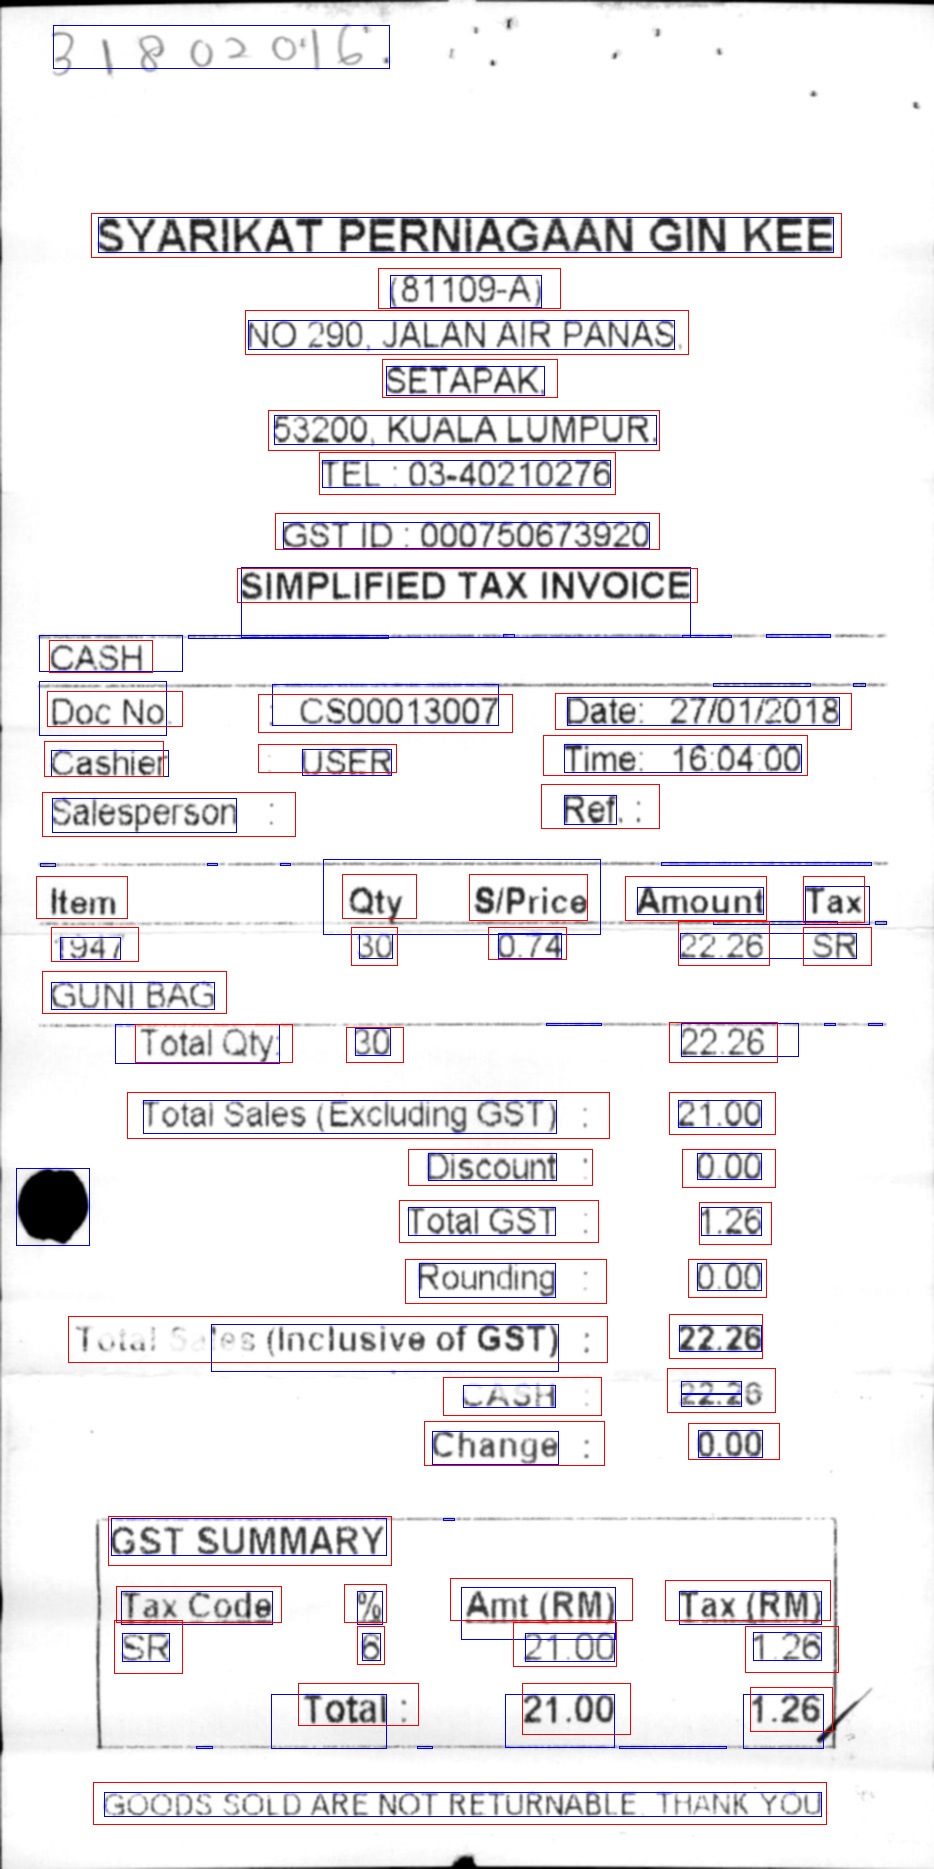 31802016.
SYARIKAT PERNIAGAAN GIN KEE
(81109-A)
NO 290, JALAN AIR PANAS,
SETAPAK,
53200, KUALA LUMPUR.
TEL : 03-40210276
GST ID : 000750673920
SIMPLIFIED TAX INVOICE
CASH
Doc No. : CS00013007 Date: 27/01/2018
Cashier : USER Time: 16:04:00
Salesperson : Ref. :
Item Qty S/Price Amount Tax
1947 30 0.74 22.26 SR
GUNI BAG
Total Qty: 30 22.26
Total Sales (Excluding GST) : 21.00
Discount : 0.00
Total GST : 1.26
Rounding : 0.00
Total Sales (Inclusive of GST) : 22.26
CASH : 22.26
Change : 0.00
GST SUMMARY
Tax Code % Amt (RM) Tax (RM)
SR 6 21.00 1.26
Total : 21.00 1.26
GOODS SOLD ARE NOT RETURNABLE. THANK YOU